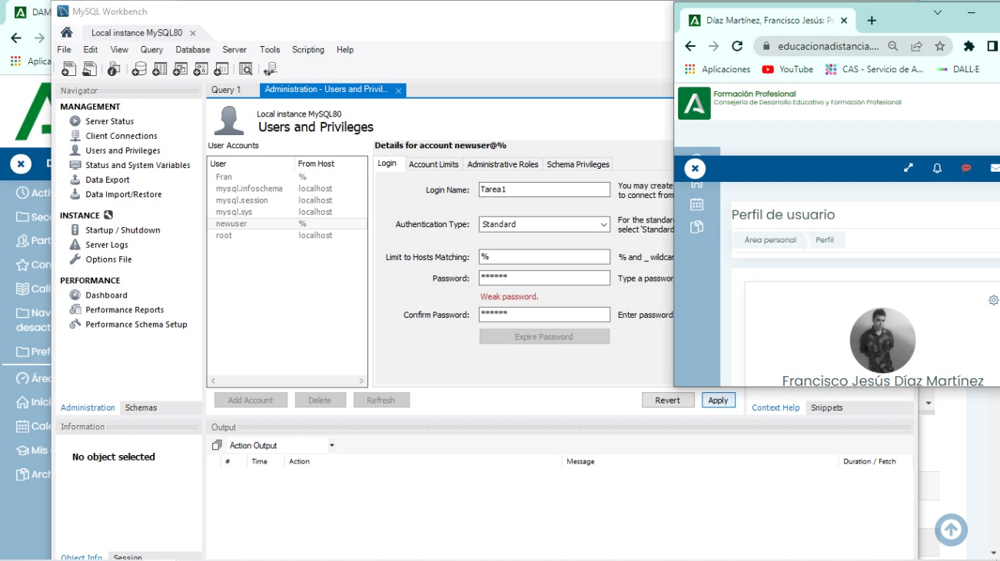 DAM
Aplica
Acti
Sec
Part
Con
Cali
Nav
desact
Pref
Área
Inici
Cale
Mis
Arch
MySQL Workbench
Local instance MySQL80
File Edit View Query Database Server Tools Scripting Help
Navigator
MANAGEMENT
Server Status
Client Connections
Users and Privileges
Status and System Variables
Data Export
Data Import/Restore
INSTANCE
Startup / Shutdown
Server Logs
Options File
PERFORMANCE
Dashboard
Performance Reports
Performance Schema Setup
Administration Schemas
Information
No object selected
Object Info Session
Query 1 Administration - Users and Privil...
Local instance MySQL80
Users and Privileges
User Accounts
User From Host
Fran %
mysql.infoschema localhost
mysql.session localhost
mysql.sys localhost
newuser %
root localhost
Details for account newuser@%
Login Account Limits Administrative Roles Schema Privileges
Login Name: Tarea1 You may create
to connect from
Authentication Type: Standard For the standar
select 'Standard
Limit to Hosts Matching: % % and _ wildcar
Password: ****** Type a passwor
Weak password.
Confirm Password: ****** Enter password
Expire Password
Add Account Delete Refresh Revert Apply
Context Help Snippets
Output
Action Output
# Time Action Message Duration / Fetch
Díaz Martínez, Francisco Jesús: Pe
educacionadistancia....
Aplicaciones YouTube CAS - Servicio de A... DALL·E
Formación Profesional
Consejería de Desarrollo Educativo y Formación Profesional
Perfil de usuario
Área personal Perfil
Francisco Jesús Díaz Martínez